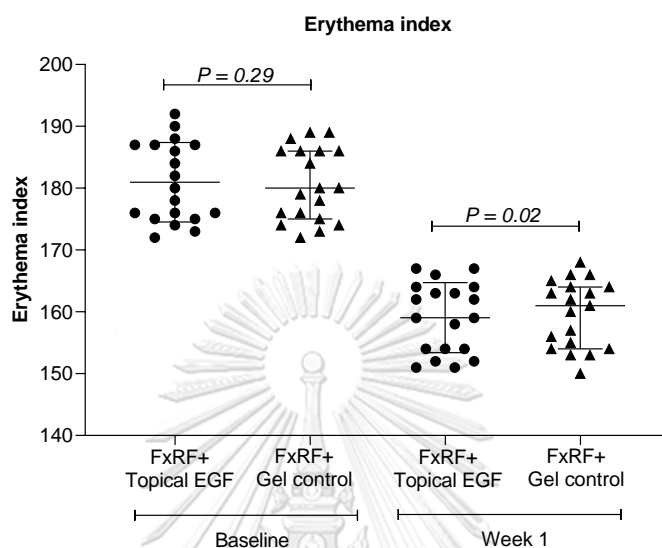 Erythema index
200
190
180
170
160
150
140
Erythema index
P = 0.29
P = 0.02
FxRF+
Topical EGF
FxRF+
Gel control
FxRF+
Topical EGF
FxRF+
Gel control
Baseline
Week 1